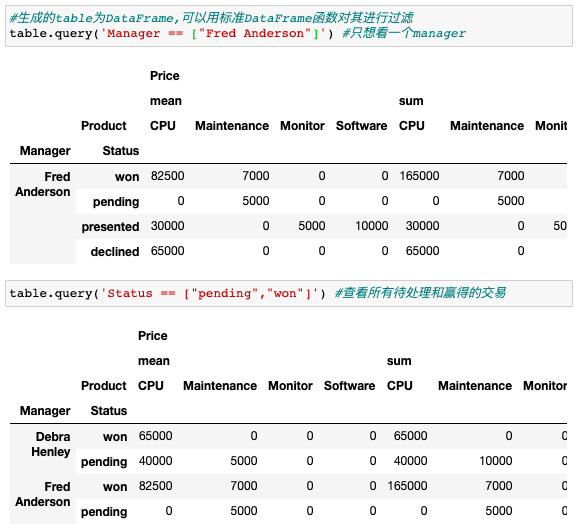 #生成的table为DataFrame,可以用标准DataFrame函数对其进行过滤
table.query('Manager == ["Fred Anderson"]') #只想看一个manager
Price
mean sum
Product CPU Maintenance Monitor Software CPU Maintenance Monit
Manager Status
Fred Anderson won 82500 7000 0 0 165000 7000
pending 0 5000 0 0 0 5000
presented 30000 0 5000 10000 30000 0 50
declined 65000 0 0 0 65000 0
table.query('Status == ["pending","won"]') #查看所有待处理和赢得的交易
Price
mean sum
Product CPU Maintenance Monitor Software CPU Maintenance Monitor
Manager Status
Debra Henley won 65000 0 0 0 65000 0 0
pending 40000 5000 0 0 40000 10000 0
Fred Anderson won 82500 7000 0 0 165000 7000 0
pending 0 5000 0 0 0 5000 0